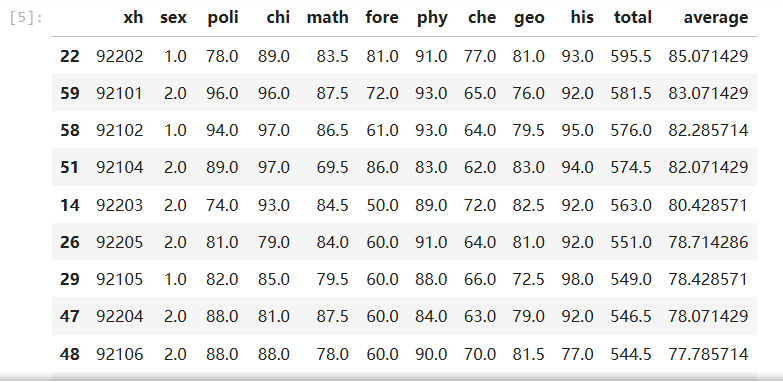 [5]:
xh sex poli chi math fore phy che geo his total average
22 92202 1.0 78.0 89.0 83.5 81.0 91.0 77.0 81.0 93.0 595.5 85.071429
59 92101 2.0 96.0 96.0 87.5 72.0 93.0 65.0 76.0 92.0 581.5 83.071429
58 92102 1.0 94.0 97.0 86.5 61.0 93.0 64.0 79.5 95.0 576.0 82.285714
51 92104 2.0 89.0 97.0 69.5 86.0 83.0 62.0 83.0 94.0 574.5 82.071429
14 92203 2.0 74.0 93.0 84.5 50.0 89.0 72.0 82.5 92.0 563.0 80.428571
26 92205 2.0 81.0 79.0 84.0 60.0 91.0 64.0 81.0 92.0 551.0 78.714286
29 92105 1.0 82.0 85.0 79.5 60.0 88.0 66.0 72.5 98.0 549.0 78.428571
47 92204 2.0 88.0 81.0 87.5 60.0 84.0 63.0 79.0 92.0 546.5 78.071429
48 92106 2.0 88.0 88.0 78.0 60.0 90.0 70.0 81.5 77.0 544.5 77.785714